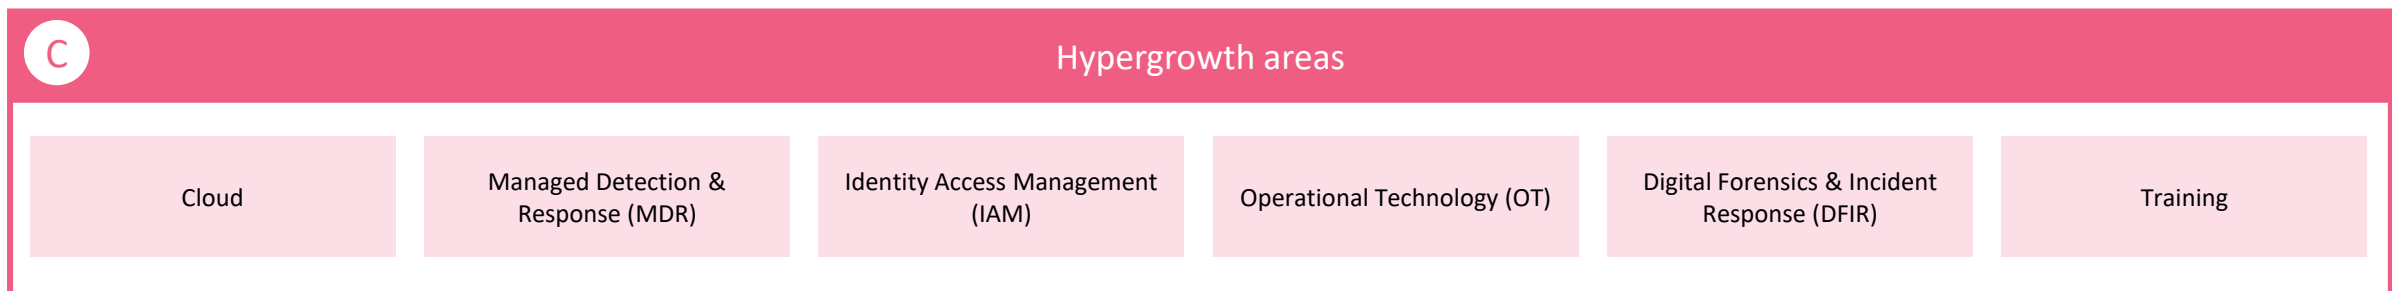 C
Hypergrowth areas
Cloud
Managed Detection &
Response (MDR)
Identity Access Management
(IAM)
Operational Technology (OT)
Digital Forensics & Incident
Response (DFIR)
Training